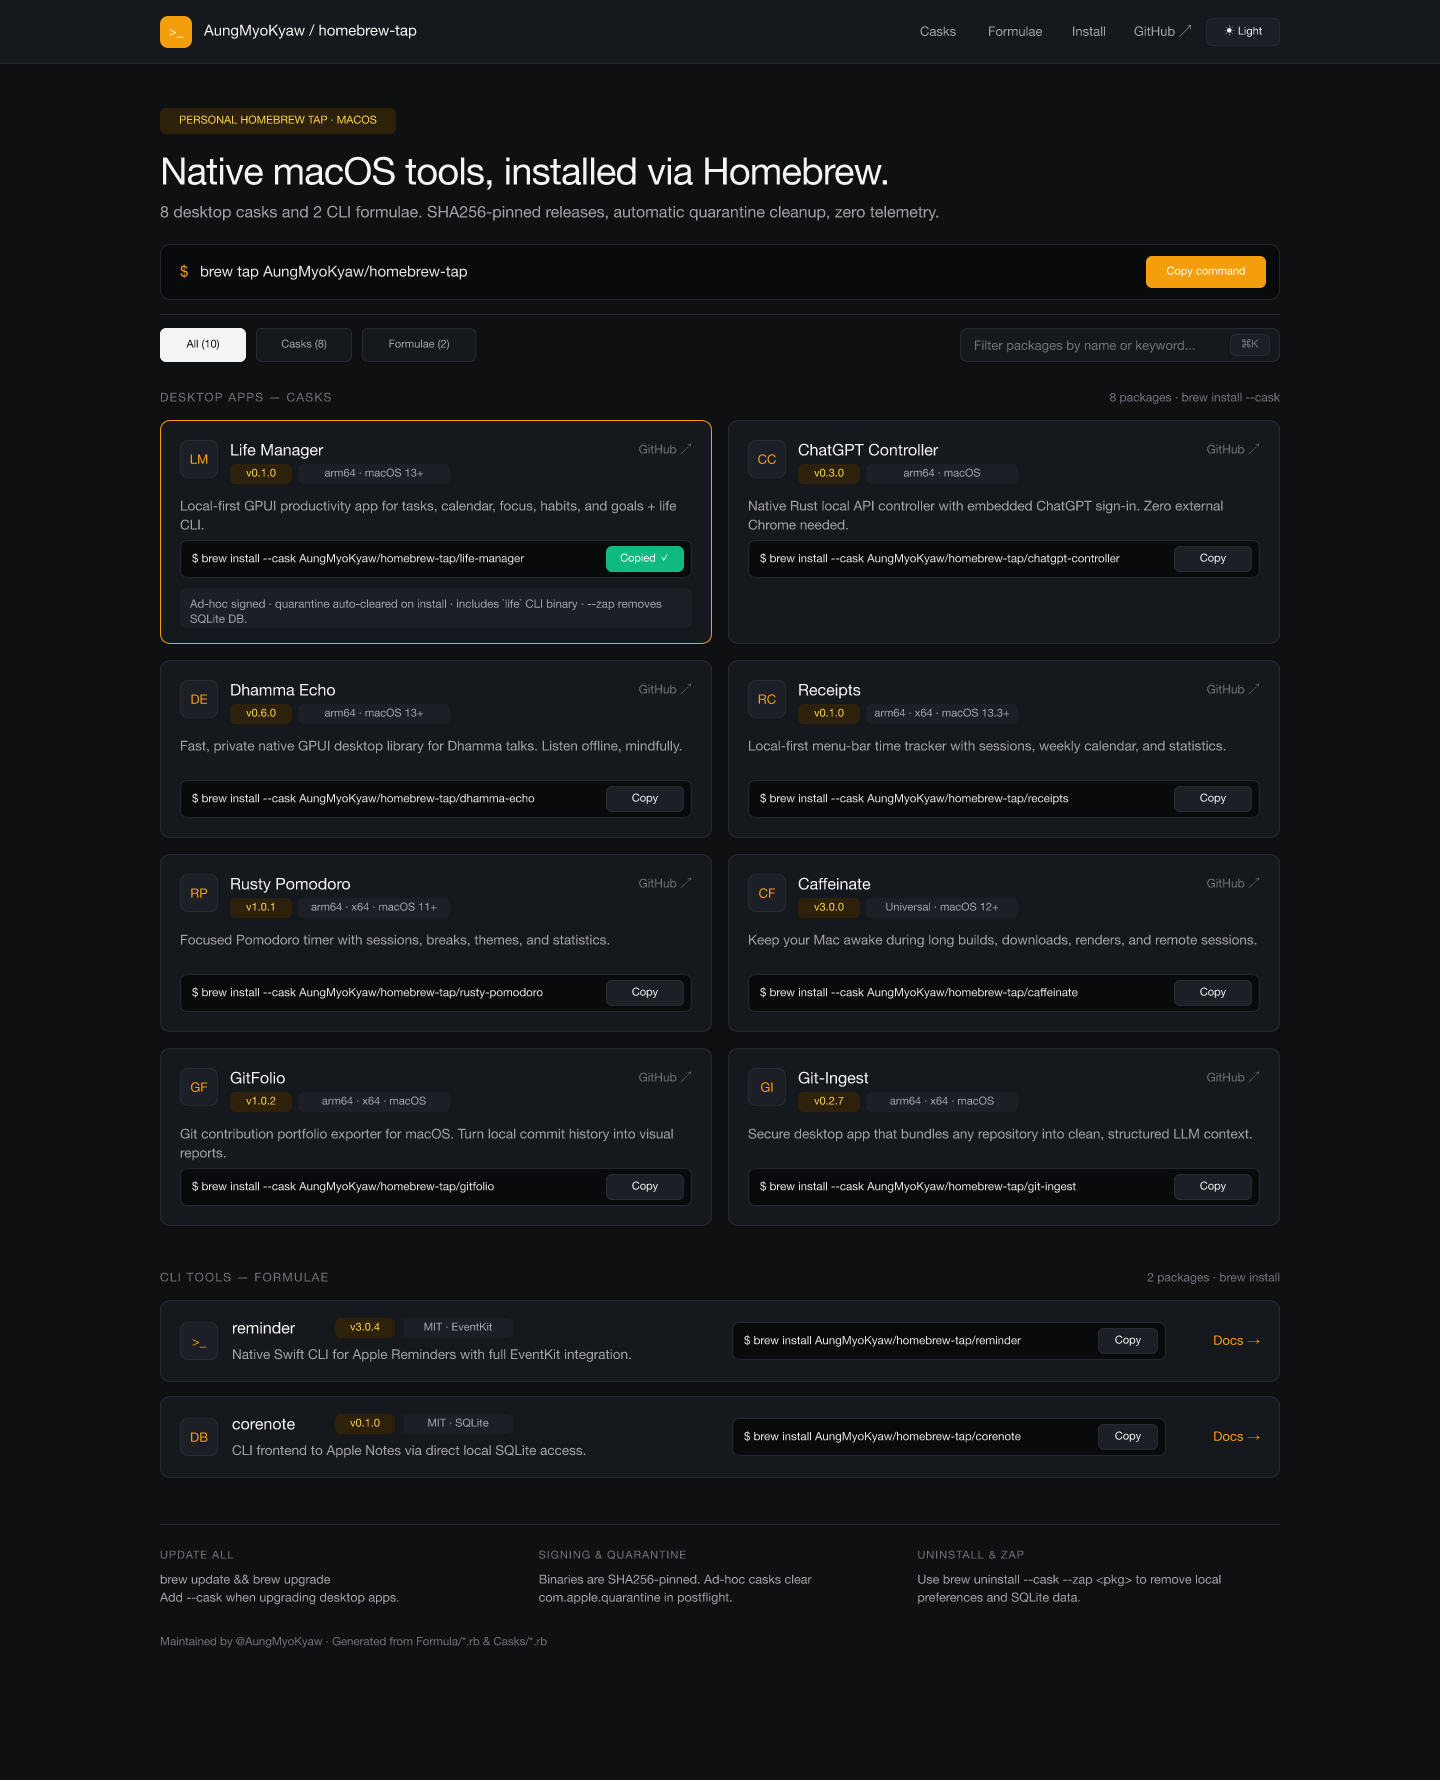 >_ AungMyoKyaw / homebrew-tap Casks Formulae Install GitHub ↗ ☀ Light
PERSONAL HOMEBREW TAP · MACOS
Native macOS tools, installed via Homebrew.
8 desktop casks and 2 CLI formulae. SHA256-pinned releases, automatic quarantine cleanup, zero telemetry.
$ brew tap AungMyoKyaw/homebrew-tap Copy command
All (10) Casks (8) Formulae (2) Filter packages by name or keyword... ⌘K
DESKTOP APPS — CASKS 8 packages · brew install --cask
LM Life Manager GitHub ↗
v0.1.0 arm64 · macOS 13+
Local-first GPUI productivity app for tasks, calendar, focus, habits, and goals + life
CLI.
$ brew install --cask AungMyoKyaw/homebrew-tap/life-manager Copied ✓
Ad-hoc signed · quarantine auto-cleared on install · includes `life` CLI binary · --zap removes
SQLite DB.
CC ChatGPT Controller GitHub ↗
v0.3.0 arm64 · macOS
Native Rust local API controller with embedded ChatGPT sign-in. Zero external
Chrome needed.
$ brew install --cask AungMyoKyaw/homebrew-tap/chatgpt-controller Copy
DE Dhamma Echo GitHub ↗
v0.6.0 arm64 · macOS 13+
Fast, private native GPUI desktop library for Dhamma talks. Listen offline, mindfully.
$ brew install --cask AungMyoKyaw/homebrew-tap/dhamma-echo Copy
RC Receipts GitHub ↗
v0.1.0 arm64 · x64 · macOS 13.3+
Local-first menu-bar time tracker with sessions, weekly calendar, and statistics.
$ brew install --cask AungMyoKyaw/homebrew-tap/receipts Copy
RP Rusty Pomodoro GitHub ↗
v1.0.1 arm64 · x64 · macOS 11+
Focused Pomodoro timer with sessions, breaks, themes, and statistics.
$ brew install --cask AungMyoKyaw/homebrew-tap/rusty-pomodoro Copy
CF Caffeinate GitHub ↗
v3.0.0 Universal · macOS 12+
Keep your Mac awake during long builds, downloads, renders, and remote sessions.
$ brew install --cask AungMyoKyaw/homebrew-tap/caffeinate Copy
GF GitFolio GitHub ↗
v1.0.2 arm64 · x64 · macOS
Git contribution portfolio exporter for macOS. Turn local commit history into visual
reports.
$ brew install --cask AungMyoKyaw/homebrew-tap/gitfolio Copy
GI Git-Ingest GitHub ↗
v0.2.7 arm64 · x64 · macOS
Secure desktop app that bundles any repository into clean, structured LLM context.
$ brew install --cask AungMyoKyaw/homebrew-tap/git-ingest Copy
CLI TOOLS — FORMULAE 2 packages · brew install
>_ reminder v3.0.4 MIT · EventKit
Native Swift CLI for Apple Reminders with full EventKit integration.
$ brew install AungMyoKyaw/homebrew-tap/reminder Copy Docs →
DB corenote v0.1.0 MIT · SQLite
CLI frontend to Apple Notes via direct local SQLite access.
$ brew install AungMyoKyaw/homebrew-tap/corenote Copy Docs →
UPDATE ALL
brew update && brew upgrade
Add --cask when upgrading desktop apps.
SIGNING & QUARANTINE
Binaries are SHA256-pinned. Ad-hoc casks clear
com.apple.quarantine in postflight.
UNINSTALL & ZAP
Use brew uninstall --cask --zap <pkg> to remove local
preferences and SQLite data.
Maintained by @AungMyoKyaw · Generated from Formula/*.rb & Casks/*.rb